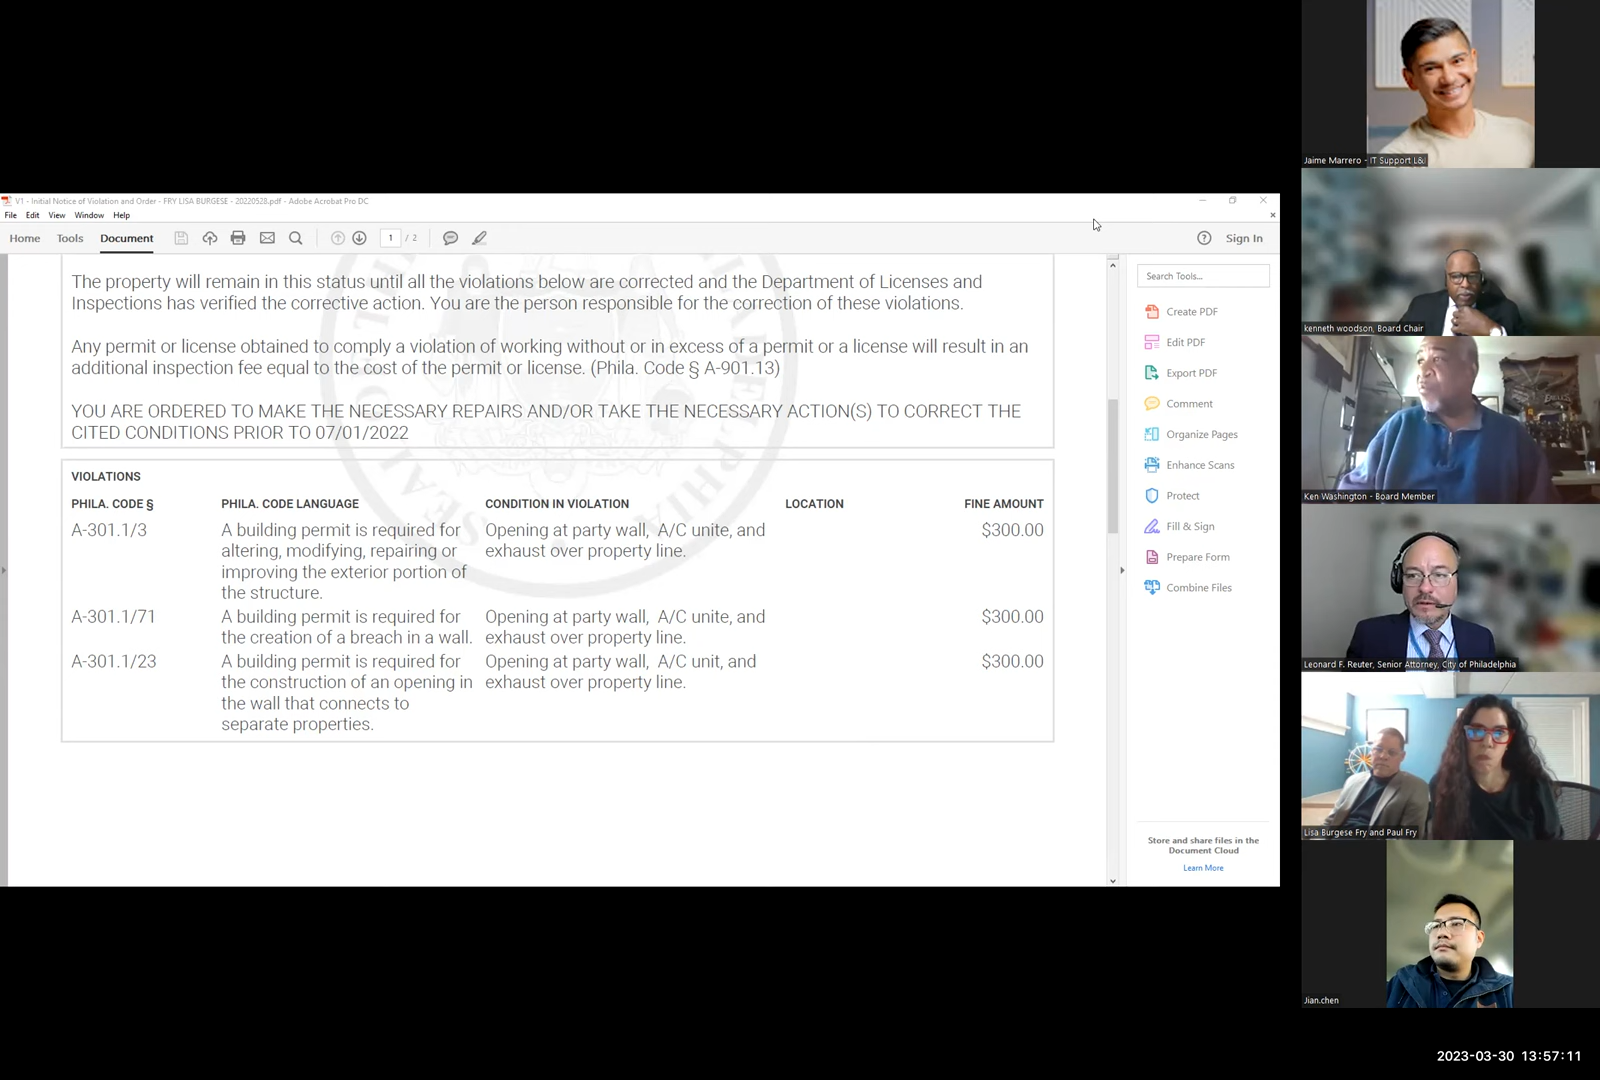 V1 - Initial Notice of Violation and Order - FRY LISA BURGESE - 20220528.pdf - Adobe Acrobat Pro DC
File Edit View Window Help
Home Tools Document 1 / 2 Sign In
The property will remain in this status until all the violations below are corrected and the Department of Licenses and
Inspections has verified the corrective action. You are the person responsible for the correction of these violations.
Any permit or license obtained to comply a violation of working without or in excess of a permit or a license will result in an
additional inspection fee equal to the cost of the permit or license. (Phila. Code § A-901.13)
YOU ARE ORDERED TO MAKE THE NECESSARY REPAIRS AND/OR TAKE THE NECESSARY ACTION(S) TO CORRECT THE
CITED CONDITIONS PRIOR TO 07/01/2022
VIOLATIONS
PHILA. CODE § PHILA. CODE LANGUAGE CONDITION IN VIOLATION LOCATION FINE AMOUNT
A-301.1/3 A building permit is required for Opening at party wall, A/C unite, and $300.00
altering, modifying, repairing or exhaust over property line.
improving the exterior portion of
the structure.
A-301.1/71 A building permit is required for Opening at party wall, A/C unite, and $300.00
the creation of a breach in a wall. exhaust over property line.
A-301.1/23 A building permit is required for Opening at party wall, A/C unit, and $300.00
the construction of an opening in exhaust over property line.
the wall that connects to
separate properties.
Search Tools...
Create PDF
Edit PDF
Export PDF
Comment
Organize Pages
Enhance Scans
Protect
Fill & Sign
Prepare Form
Combine Files
Store and share files in the
Document Cloud
Learn More
Jaime Marrero - IT Support L&I
kenneth woodson, Board Chair
EAGLES
Ken Washington - Board Member
Leonard F. Reuter, Senior Attorney, City of Philadelphia
Lisa Burgese Fry and Paul Fry
Jian.chen
2023-03-30 13:57:11